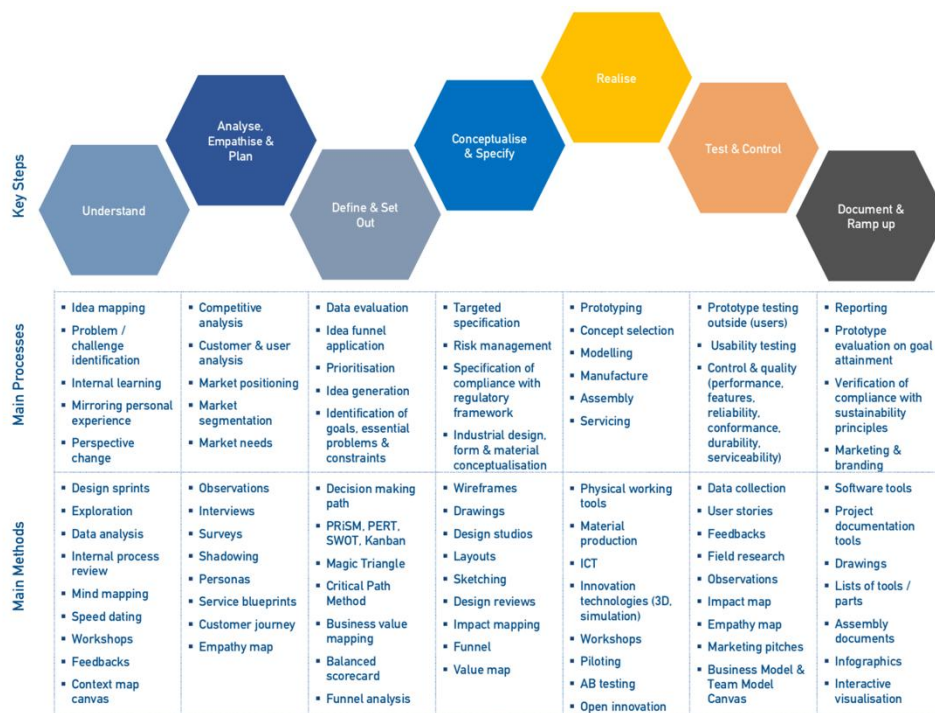 Key Steps
Understand
Analyse,
Empathise &
Plan
Define & Set
Out
Conceptualise
& Specify
Realise
Test & Control
Document &
Ramp up
Main Processes
Idea mapping
Problem /
challenge
identification
Internal learning
Mirroring personal
experience
Perspective
change
Competitive
analysis
Customer & user
analysis
Market positioning
Market
segmentation
Market needs
Data evaluation
Idea funnel
application
Prioritisation
Idea generation
Identification of
goals, essential
problems &
constraints
Targeted
specification
Risk management
Specification of
compliance with
regulatory
framework
Industrial design,
form & material
conceptualisation
Prototyping
Concept selection
Modelling
Manufacture
Assembly
Servicing
Prototype testing
outside (users)
Usability testing
Control & quality
(performance,
features,
reliability,
conformance,
durability,
serviceability)
Reporting
Prototype
evaluation on goal
attainment
Verification of
compliance with
sustainability
principles
Marketing &
branding
Main Methods
Design sprints
Exploration
Data analysis
Internal process
review
Mind mapping
Speed dating
Workshops
Feedbacks
Context map
canvas
Observations
Interviews
Surveys
Shadowing
Personas
Service blueprints
Customer journey
Empathy map
Decision making
path
PRiSM, PERT,
SWOT, Kanban
Magic Triangle
Critical Path
Method
Business value
mapping
Balanced
scorecard
Funnel analysis
Wireframes
Drawings
Design studios
Layouts
Sketching
Design reviews
Impact mapping
Funnel
Value map
Physical working
tools
Material
production
ICT
Innovation
technologies (3D,
simulation)
Workshops
Piloting
AB testing
Open innovation
Data collection
User stories
Feedbacks
Field research
Observations
Impact map
Empathy map
Marketing pitches
Business Model &
Team Model
Canvas
Software tools
Project
documentation
tools
Drawings
Lists of tools /
parts
Assembly
documents
Infographics
Interactive
visualisation